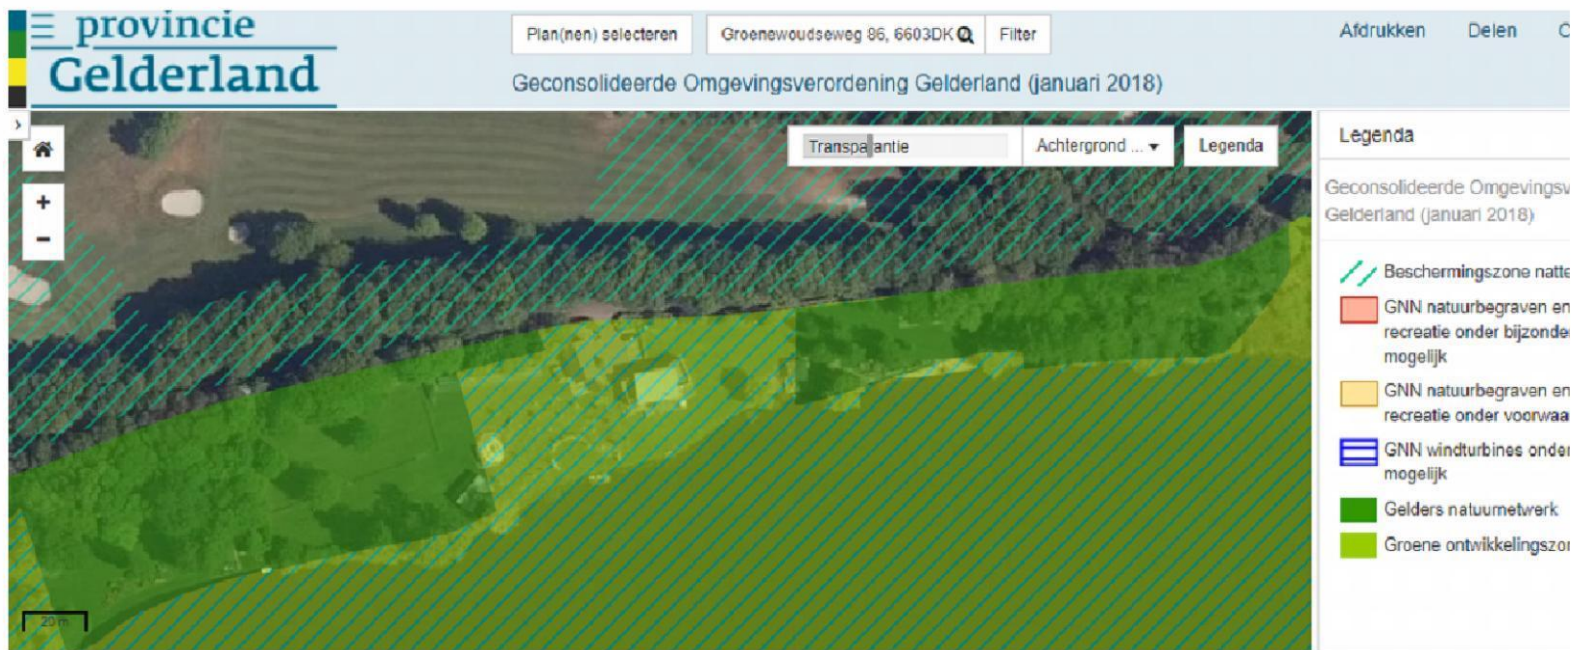 provincie
Gelderland
Plan(nen) selecteren
Groenewoudseweg 86, 6603DK
Filter
Afdrukken
Delen
Geconsolideerde Omgevingsverordening Gelderland (januari 2018)
Transparantie
Achtergrond ...
Legenda
Legenda
Geconsolideerde Omgevingsv
Gelderland (januari 2018)
Beschermingszone natte
GNN natuurbegraven en
recreatie onder bijzonder
mogelijk
GNN natuurbegraven en
recreatie onder voorwaa
GNN windturbines onder
mogelijk
Gelders natuurnetwerk
Groene ontwikkelingszon
20 m